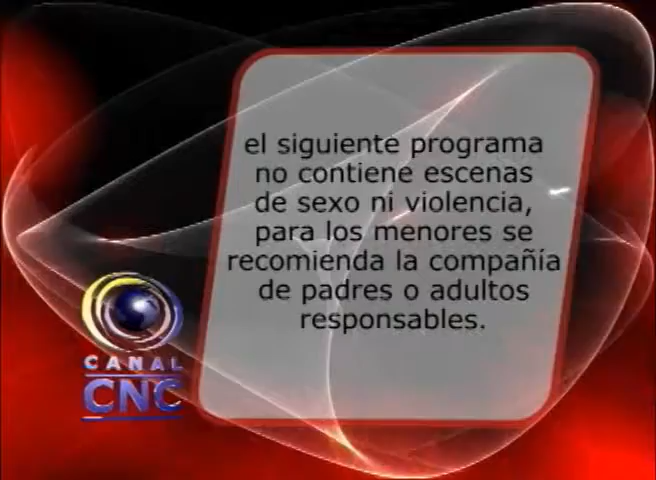 el siguiente programa
no contiene escenas
de sexo ni violencia,
para los menores se
recomienda la compañía
de padres o adultos
responsables.
CANAL
CNC